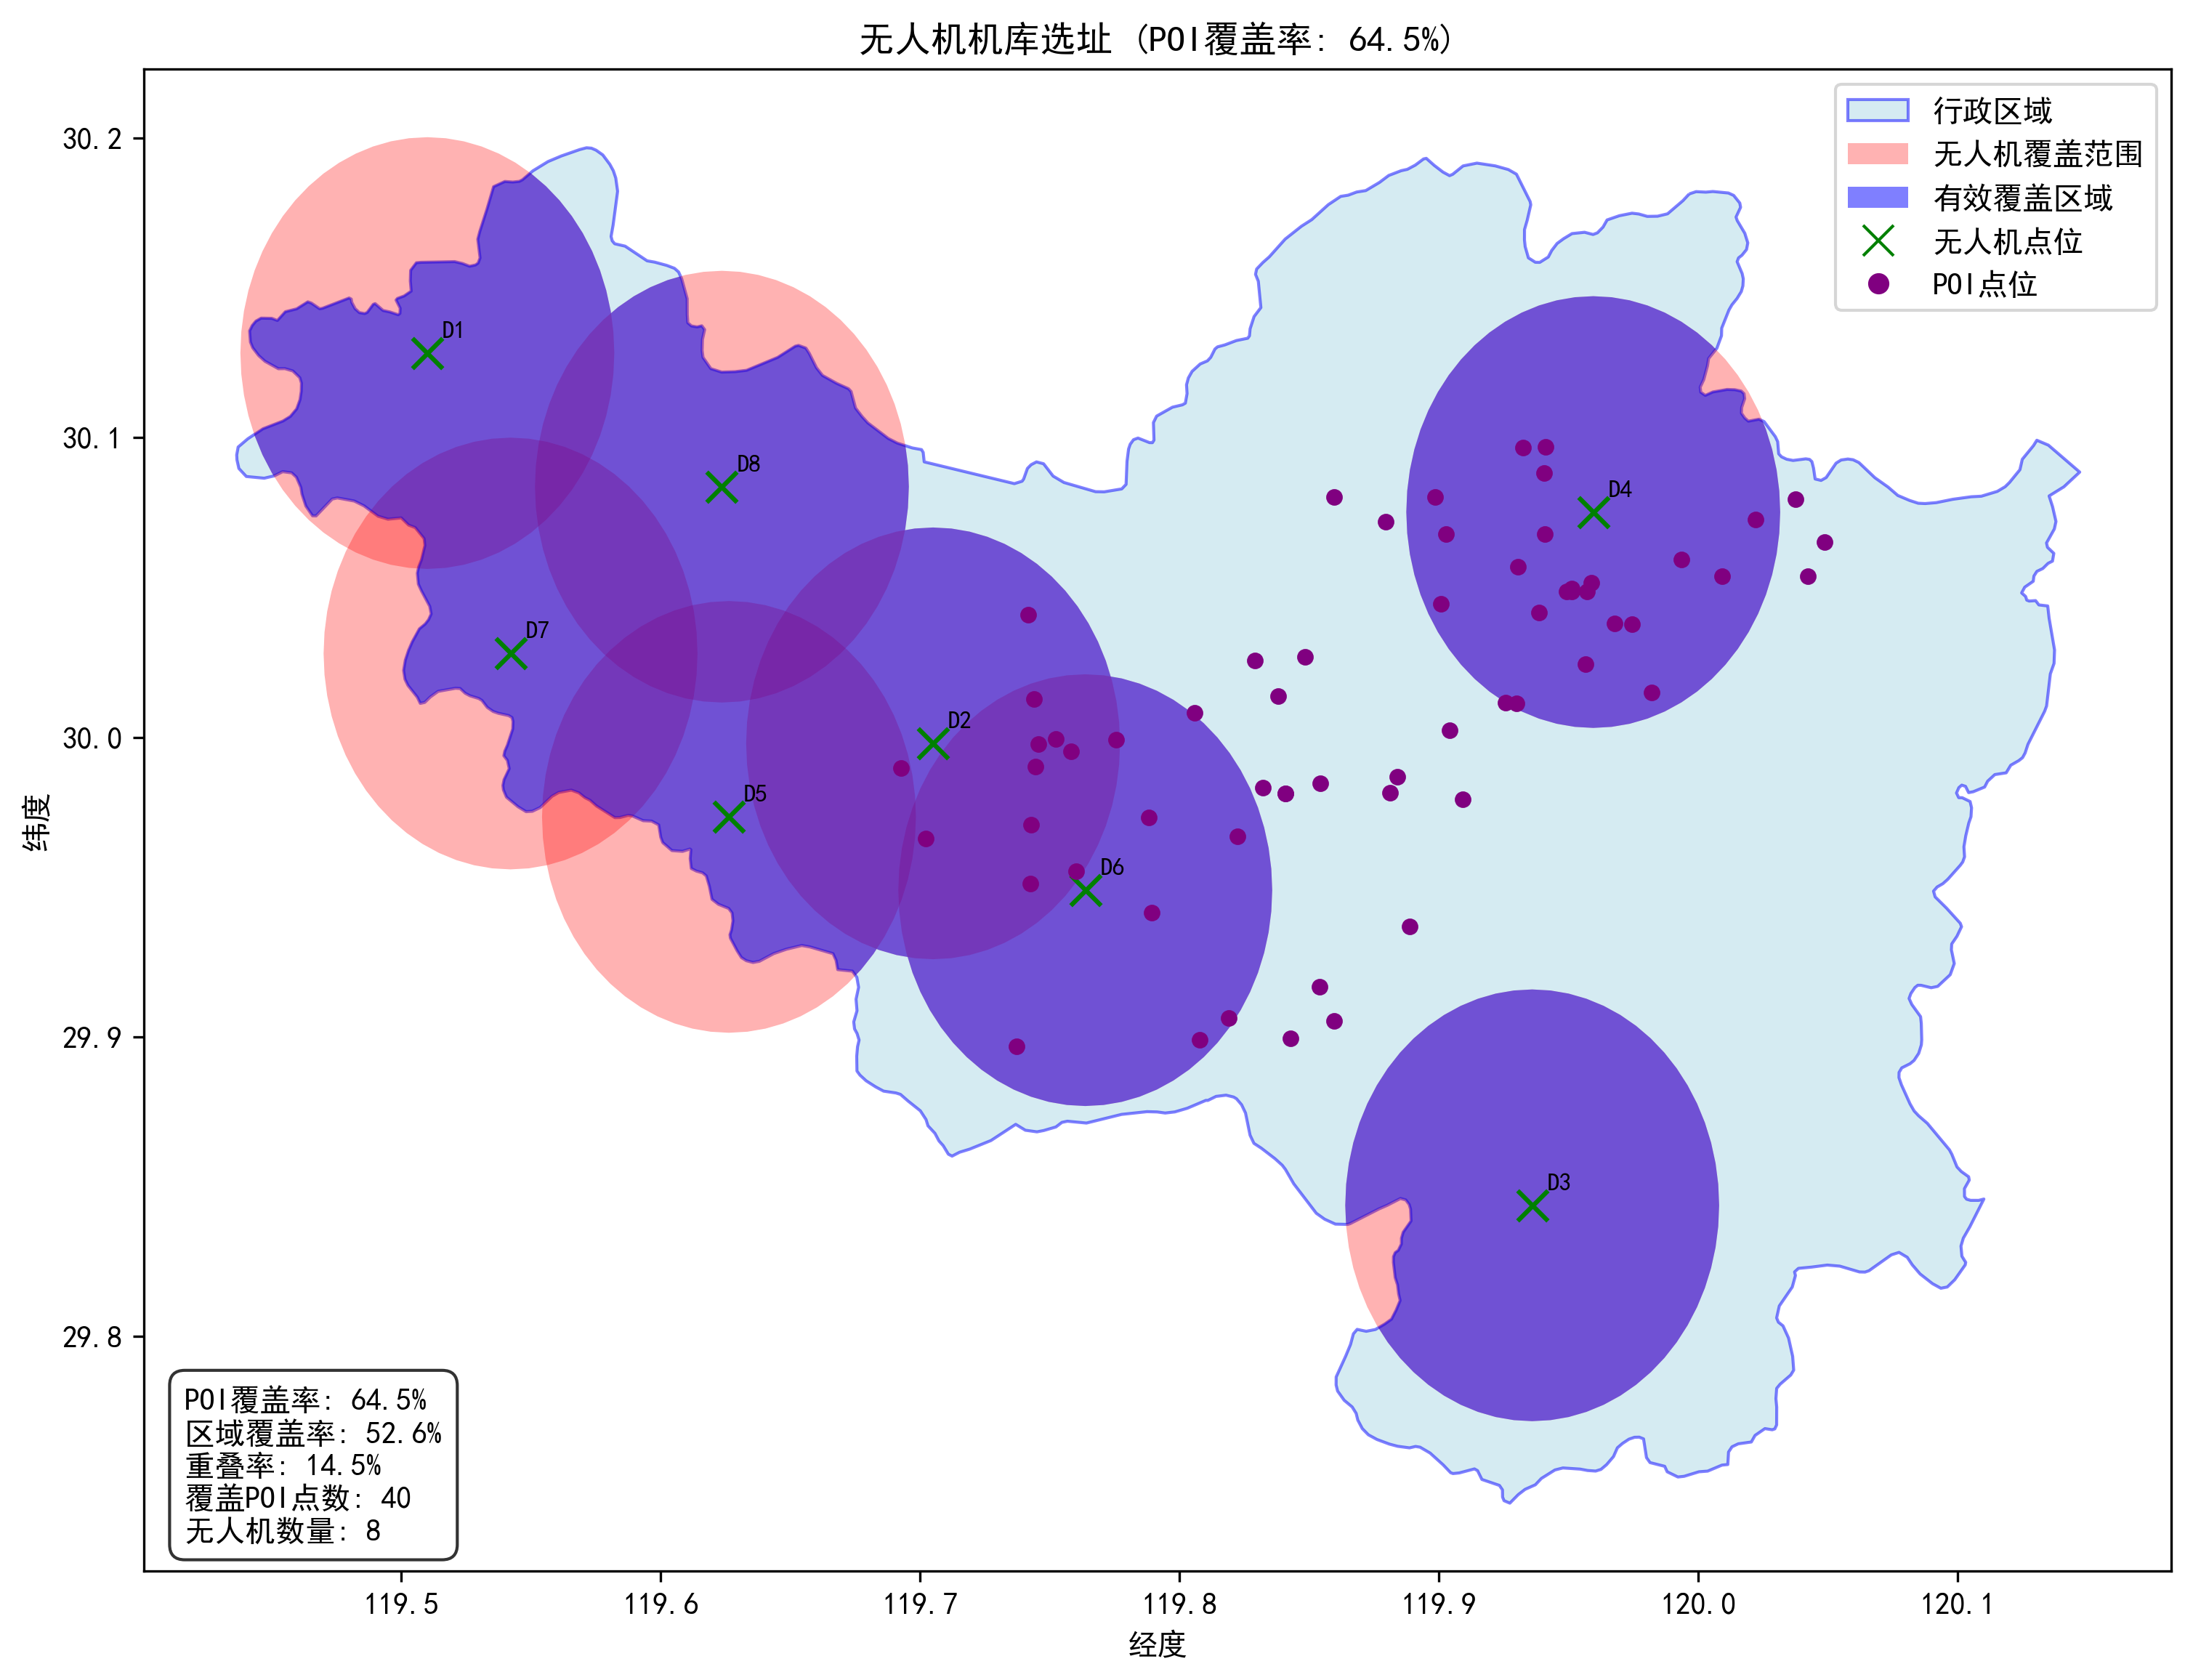 无人机机库选址 (POI覆盖率: 64.5%)
行政区域
无人机覆盖范围
有效覆盖区域
无人机点位
POI点位
30.2
30.1
30.0
29.9
29.8
纬度
D1
D8
D4
D7
D2
D5
D6
D3
POI覆盖率: 64.5%
区域覆盖率: 52.6%
重叠率: 14.5%
覆盖POI点数: 40
无人机数量: 8
119.5
119.6
119.7
119.8
119.9
120.0
120.1
经度